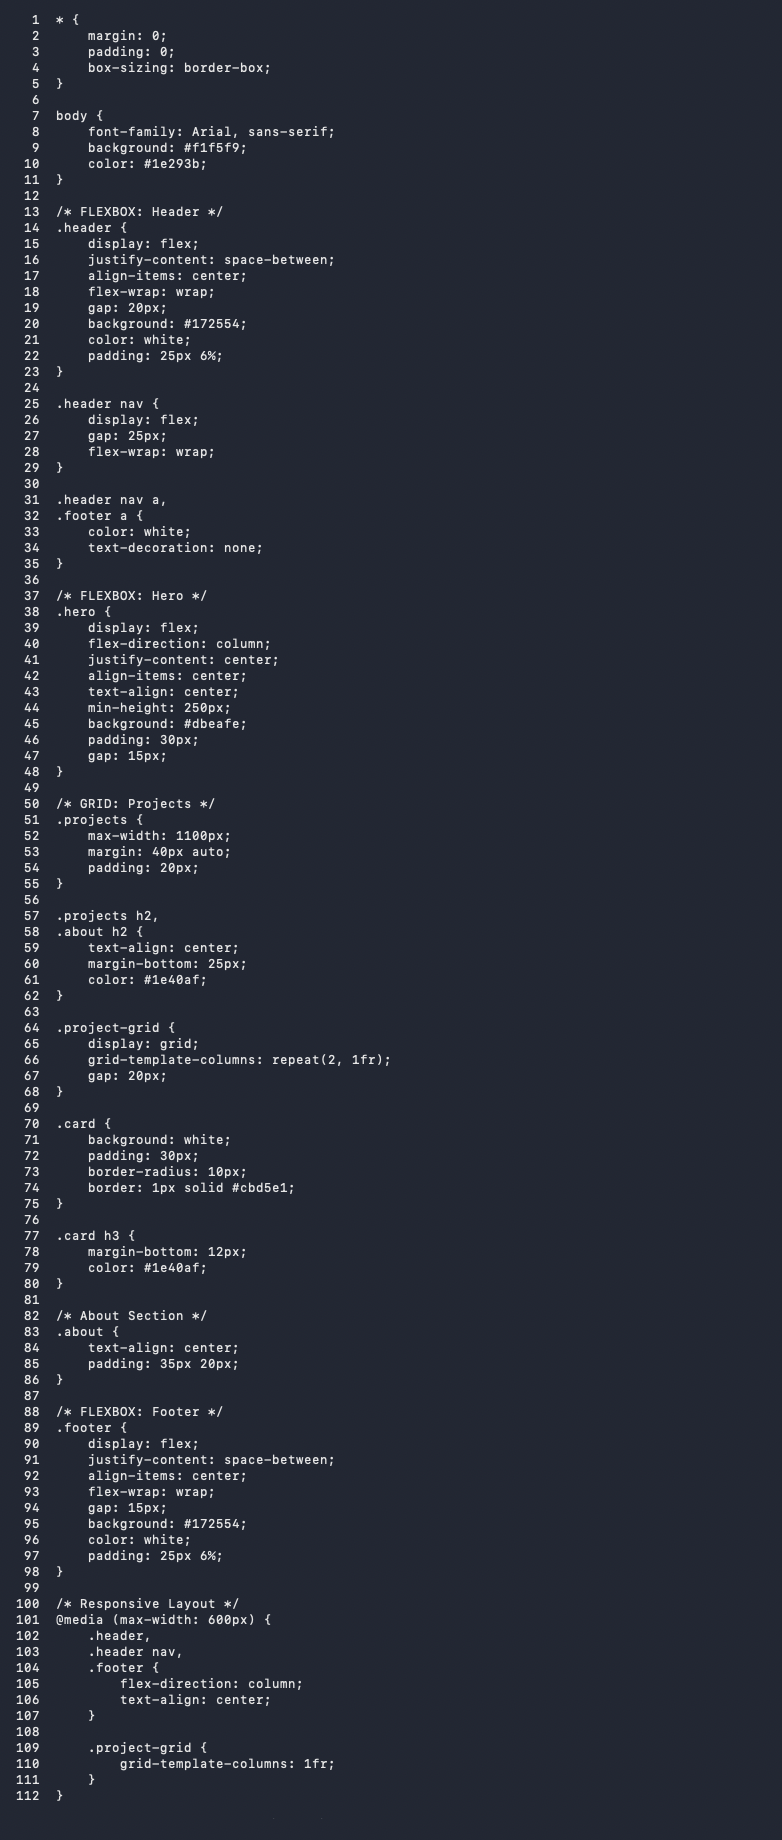 1 * {
2     margin: 0;
3     padding: 0;
4     box-sizing: border-box;
5 }
6
7 body {
8     font-family: Arial, sans-serif;
9     background: #f1f5f9;
10     color: #1e293b;
11 }
12
13 /* FLEXBOX: Header */
14 .header {
15     display: flex;
16     justify-content: space-between;
17     align-items: center;
18     flex-wrap: wrap;
19     gap: 20px;
20     background: #172554;
21     color: white;
22     padding: 25px 6%;
23 }
24
25 .header nav {
26     display: flex;
27     gap: 25px;
28     flex-wrap: wrap;
29 }
30
31 .header nav a,
32 .footer a {
33     color: white;
34     text-decoration: none;
35 }
36
37 /* FLEXBOX: Hero */
38 .hero {
39     display: flex;
40     flex-direction: column;
41     justify-content: center;
42     align-items: center;
43     text-align: center;
44     min-height: 250px;
45     background: #dbeafe;
46     padding: 30px;
47     gap: 15px;
48 }
49
50 /* GRID: Projects */
51 .projects {
52     max-width: 1100px;
53     margin: 40px auto;
54     padding: 20px;
55 }
56
57 .projects h2,
58 .about h2 {
59     text-align: center;
60     margin-bottom: 25px;
61     color: #1e40af;
62 }
63
64 .project-grid {
65     display: grid;
66     grid-template-columns: repeat(2, 1fr);
67     gap: 20px;
68 }
69
70 .card {
71     background: white;
72     padding: 30px;
73     border-radius: 10px;
74     border: 1px solid #cbd5e1;
75 }
76
77 .card h3 {
78     margin-bottom: 12px;
79     color: #1e40af;
80 }
81
82 /* About Section */
83 .about {
84     text-align: center;
85     padding: 35px 20px;
86 }
87
88 /* FLEXBOX: Footer */
89 .footer {
90     display: flex;
91     justify-content: space-between;
92     align-items: center;
93     flex-wrap: wrap;
94     gap: 15px;
95     background: #172554;
96     color: white;
97     padding: 25px 6%;
98 }
99
100 /* Responsive Layout */
101 @media (max-width: 600px) {
102     .header,
103     .header nav,
104     .footer {
105         flex-direction: column;
106         text-align: center;
107     }
108
109     .project-grid {
110         grid-template-columns: 1fr;
111     }
112 }